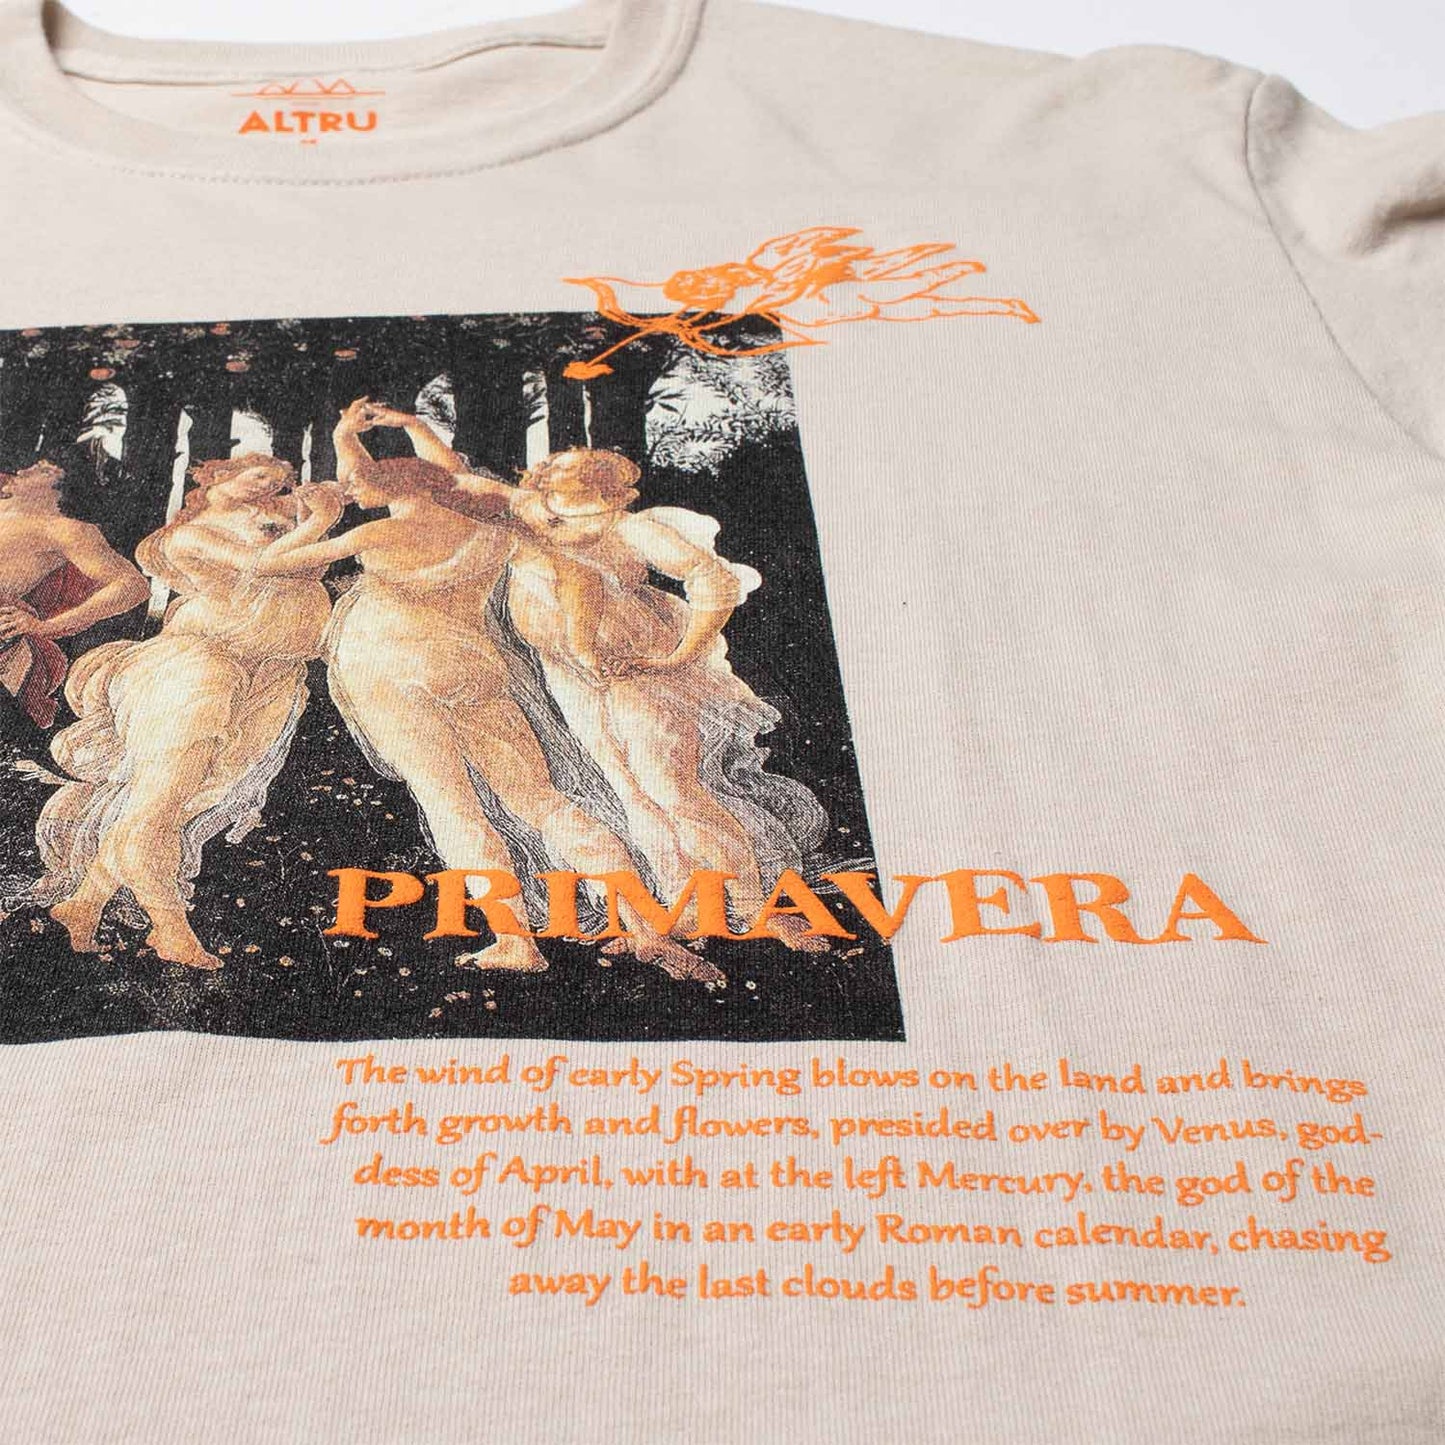 ALTRU
PRIMAVERA
The wind of early Spring blows on the land and brings
forth growth and flowers, presided over by Venus, god-
dess of April, with at the left Mercury, the god of the
month of May in an early Roman calendar, chasing
away the last clouds before summer.